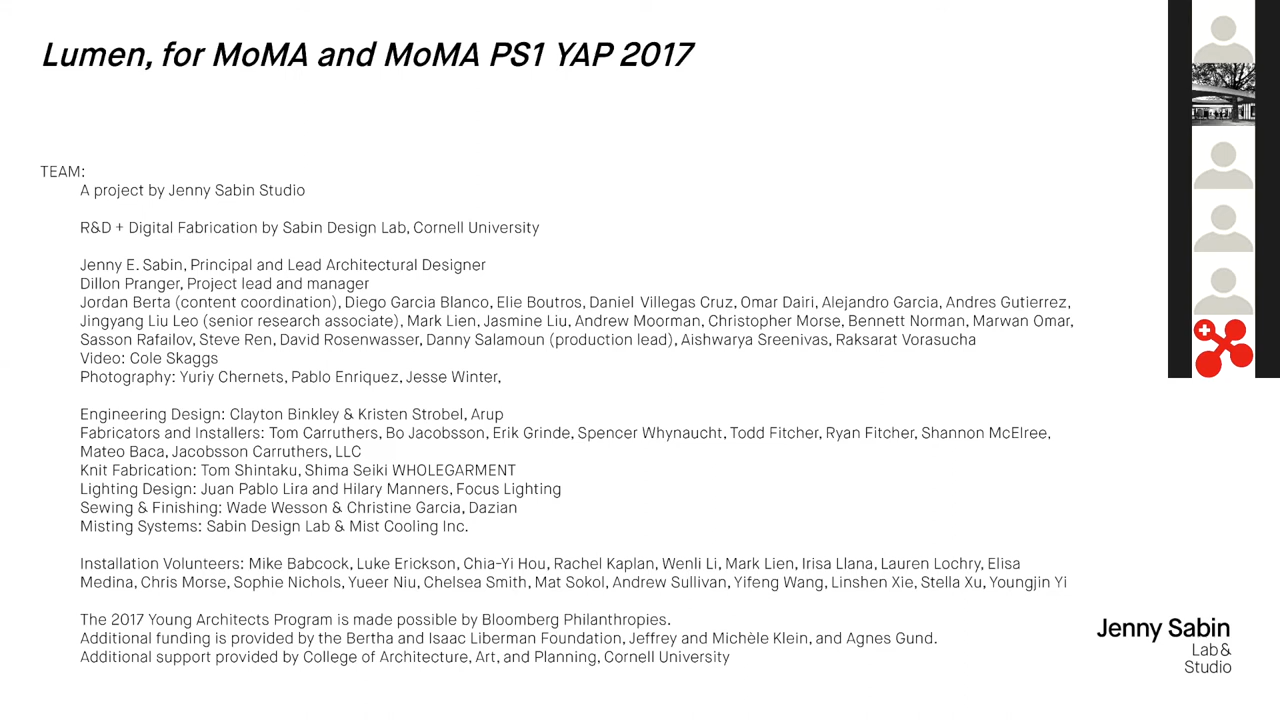 Lumen, for MoMA and MoMA PS1 YAP 2017
TEAM:
A project by Jenny Sabin Studio
R&D + Digital Fabrication by Sabin Design Lab, Cornell University
Jenny E. Sabin, Principal and Lead Architectural Designer
Dillon Pranger, Project lead and manager
Jordan Berta (content coordination), Diego Garcia Blanco, Elie Boutros, Daniel Villegas Cruz, Omar Dairi, Alejandro Garcia, Andres Gutierrez,
Jingyang Liu Leo (senior research associate), Mark Lien, Jasmine Liu, Andrew Moorman, Christopher Morse, Bennett Norman, Marwan Omar,
Sasson Rafailov, Steve Ren, David Rosenwasser, Danny Salamoun (production lead), Aishwarya Sreenivas, Raksarat Vorasucha
Video: Cole Skaggs
Photography: Yuriy Chernets, Pablo Enriquez, Jesse Winter,
Engineering Design: Clayton Binkley & Kristen Strobel, Arup
Fabricators and Installers: Tom Carruthers, Bo Jacobsson, Erik Grinde, Spencer Whynaucht, Todd Fitcher, Ryan Fitcher, Shannon McElree,
Mateo Baca, Jacobsson Carruthers, LLC
Knit Fabrication: Tom Shintaku, Shima Seiki WHOLEGARMENT
Lighting Design: Juan Pablo Lira and Hilary Manners, Focus Lighting
Sewing & Finishing: Wade Wesson & Christine Garcia, Dazian
Misting Systems: Sabin Design Lab & Mist Cooling Inc.
Installation Volunteers: Mike Babcock, Luke Erickson, Chia-Yi Hou, Rachel Kaplan, Wenli Li, Mark Lien, Irisa Llana, Lauren Lochry, Elisa
Medina, Chris Morse, Sophie Nichols, Yueer Niu, Chelsea Smith, Mat Sokol, Andrew Sullivan, Yifeng Wang, Linshen Xie, Stella Xu, Youngjin Yi
The 2017 Young Architects Program is made possible by Bloomberg Philanthropies.
Additional funding is provided by the Bertha and Isaac Liberman Foundation, Jeffrey and Michèle Klein, and Agnes Gund.
Additional support provided by College of Architecture, Art, and Planning, Cornell University
Jenny Sabin
Lab &
Studio